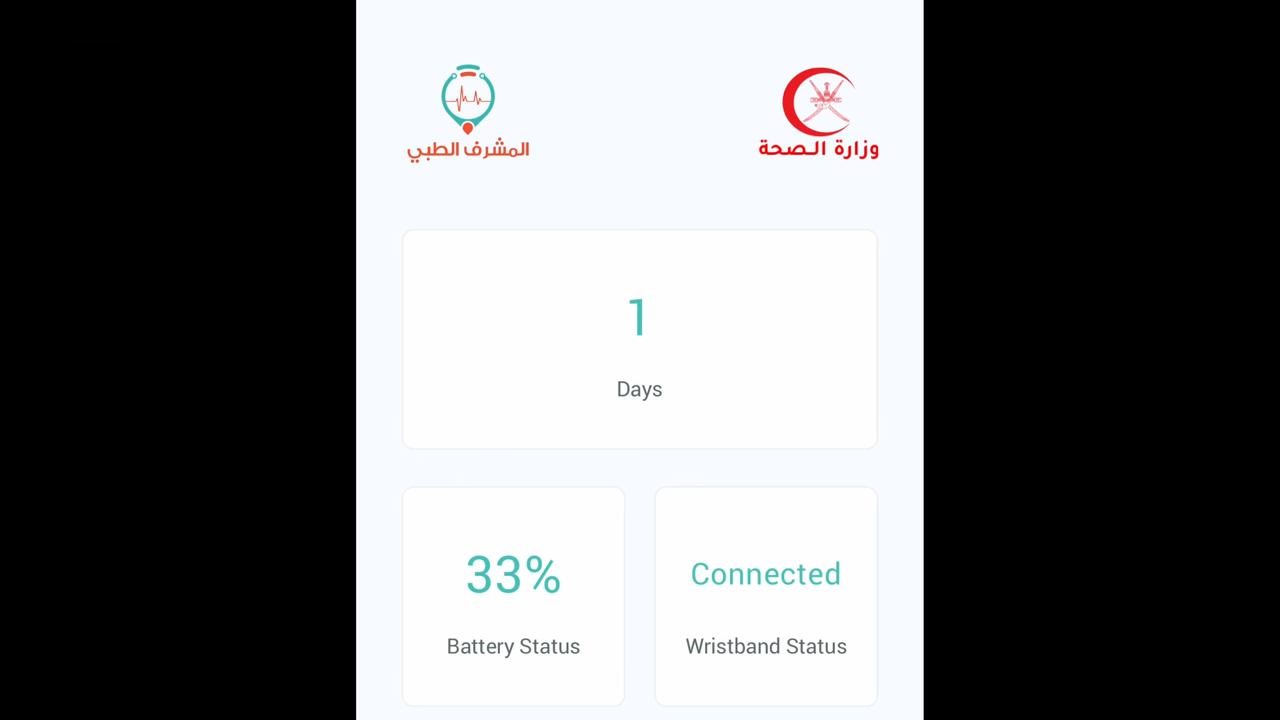 المشرف الطبي
وزارة الصحة
1
Days
33%
Battery Status
Connected
Wristband Status